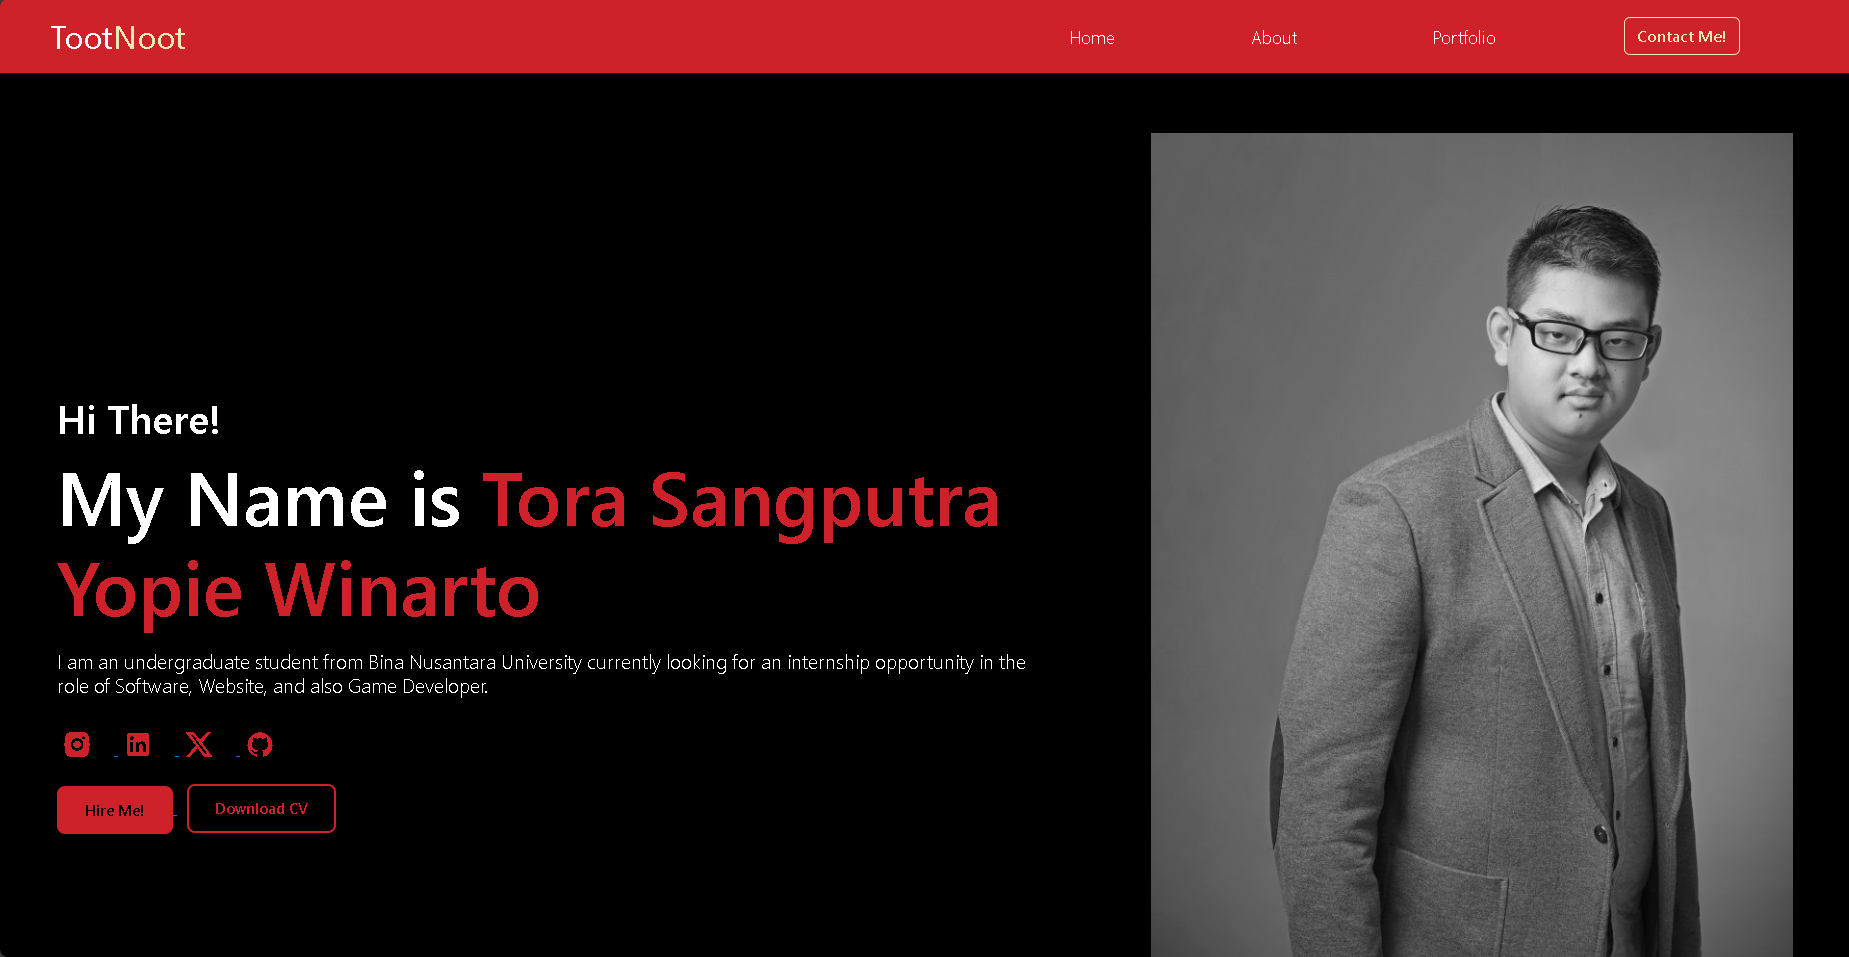 TootNoot
Home
About
Portfolio
Contact Me!
Hi There!
My Name is Tora Sangputra
Yopie Winarto
I am an undergraduate student from Bina Nusantara University currently looking for an internship opportunity in the
role of Software, Website, and also Game Developer.
in
Hire Me!
Download CV